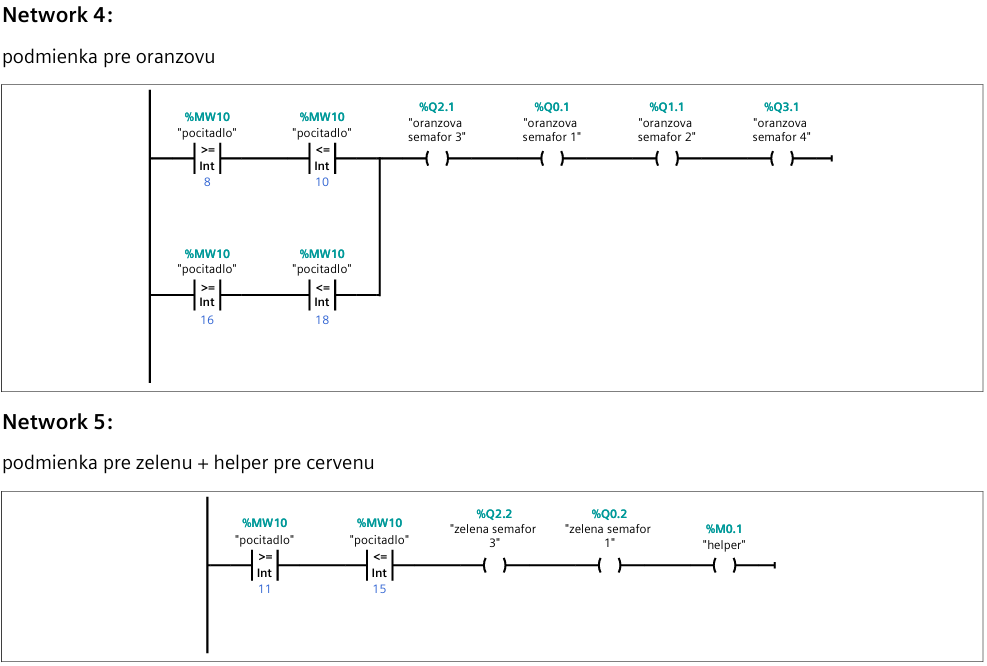 Network 4:
podmienka pre oranzovu
%Q2.1 %Q0.1 %Q1.1 %Q3.1
%MW10 %MW10 "oranzova "oranzova "oranzova "oranzova
"pocitadlo" "pocitadlo" semafor 3" semafor 1" semafor 2" semafor 4"
>= <=
Int Int
8 10
%MW10 %MW10
"pocitadlo" "pocitadlo"
>= <=
Int Int
16 18
Network 5:
podmienka pre zelenu + helper pre cervenu
%Q2.2 %Q0.2
%MW10 %MW10 "zelena semafor "zelena semafor %M0.1
"pocitadlo" "pocitadlo" 3" 1" "helper"
>= <=
Int Int
11 15